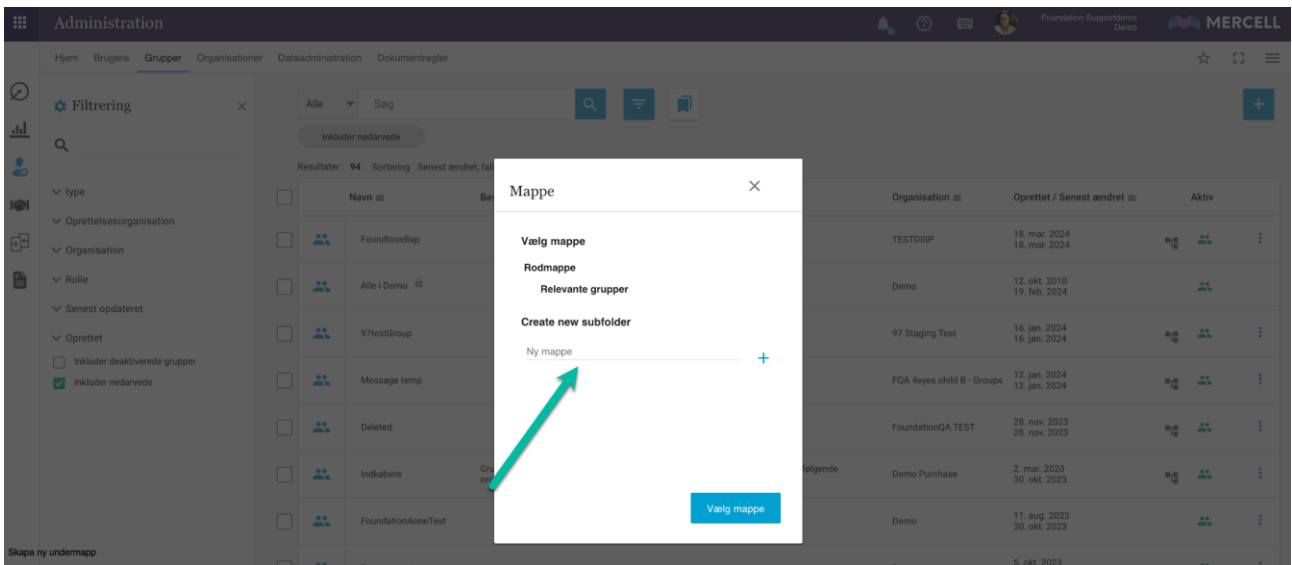 Administration
Foundation Supportdemo
Demo
MERCELL
Hjem Brugere Grupper Organisationer Dataadministration Dokumentregler
Filtrering
Alle Søg
Inkluder nedarvede
Resultater: 94 Sortering Senest ændret,
type
Oprettelsesorganisation
Organisation
Rolle
Senest opdateret
Oprettet
Inkluder deaktiverede grupper
Inkluder nedarvede
Navn Organisation Oprettet / Senest ændret Aktiv
Foundtiondisp TESTDISP 18. mar. 2024
18. mar. 2024
Alle i Demo Demo 12. okt. 2010
19. feb. 2024
97testGroup 97 Staging Test 16. jan. 2024
16. jan. 2024
Message temp FQA 4eyes child B - Groups 12. jan. 2024
12. jan. 2024
Deleted FoundationQA TEST 28. nov. 2023
28. nov. 2023
Indkøbere følgende Demo Purchase 2. mar. 2020
30. okt. 2023
FoundationAnneTest Demo 11. aug. 2023
30. okt. 2023
5. okt. 2023
Mappe
Vælg mappe
Rodmappe
Relevante grupper
Create new subfolder
Ny mappe
Vælg mappe
Skapa ny undermapp